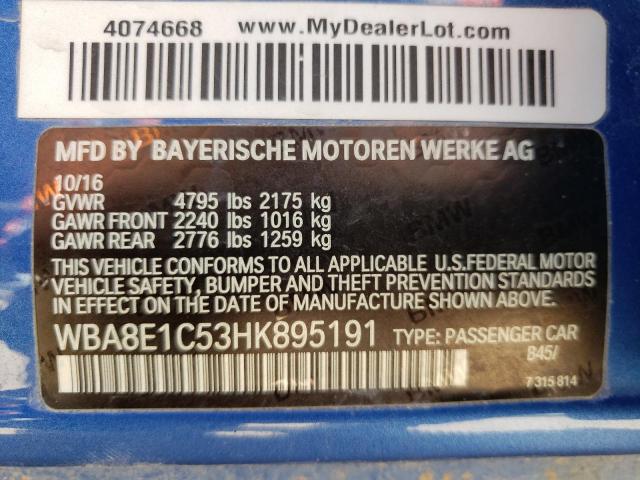 4074668 www.MyDealerLot.com
MFD BY BAYERISCHE MOTOREN WERKE AG
10/16
GVWR 4795 lbs 2175 kg
GAWR FRONT 2240 lbs 1016 kg
GAWR REAR 2776 lbs 1259 kg
THIS VEHICLE CONFORMS TO ALL APPLICABLE U.S.FEDERAL MOTOR
VEHICLE SAFETY, BUMPER AND THEFT PREVENTION STANDARDS
IN EFFECT ON THE DATE OF MANUFACTURE SHOWN ABOVE.
WBA8E1C53HK895191 TYPE: PASSENGER CAR
B45/
7315814